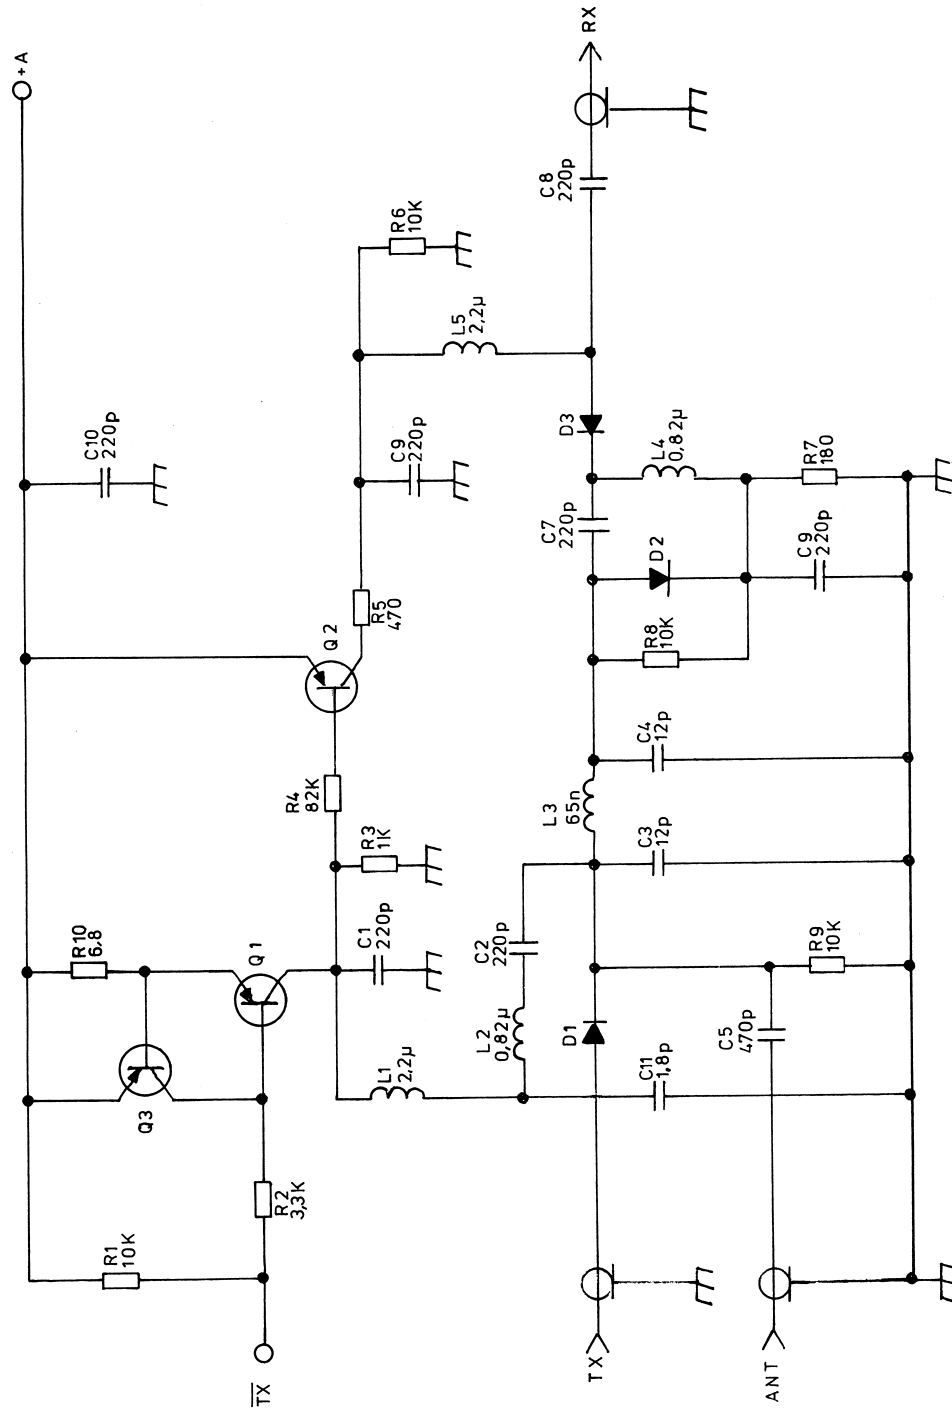 +A
R10
6,8
C10
220p
R1
10K
Q3
Q1
T̅X̅
R2
3,3K
R4
82K
Q2
R3
1K
C1
220p
R5
470
R6
10K
C9
220p
L1
2,2µ
L5
2,2µ
L2
0,82µ
C2
220p
L3
65n
C7
220p
D3
C8
220p
D1
TX
RX
C11
1,8p
C3
12p
C4
12p
R8
10K
D2
L4
0,82µ
C5
470p
R9
10K
C9
220p
R7
180
ANT